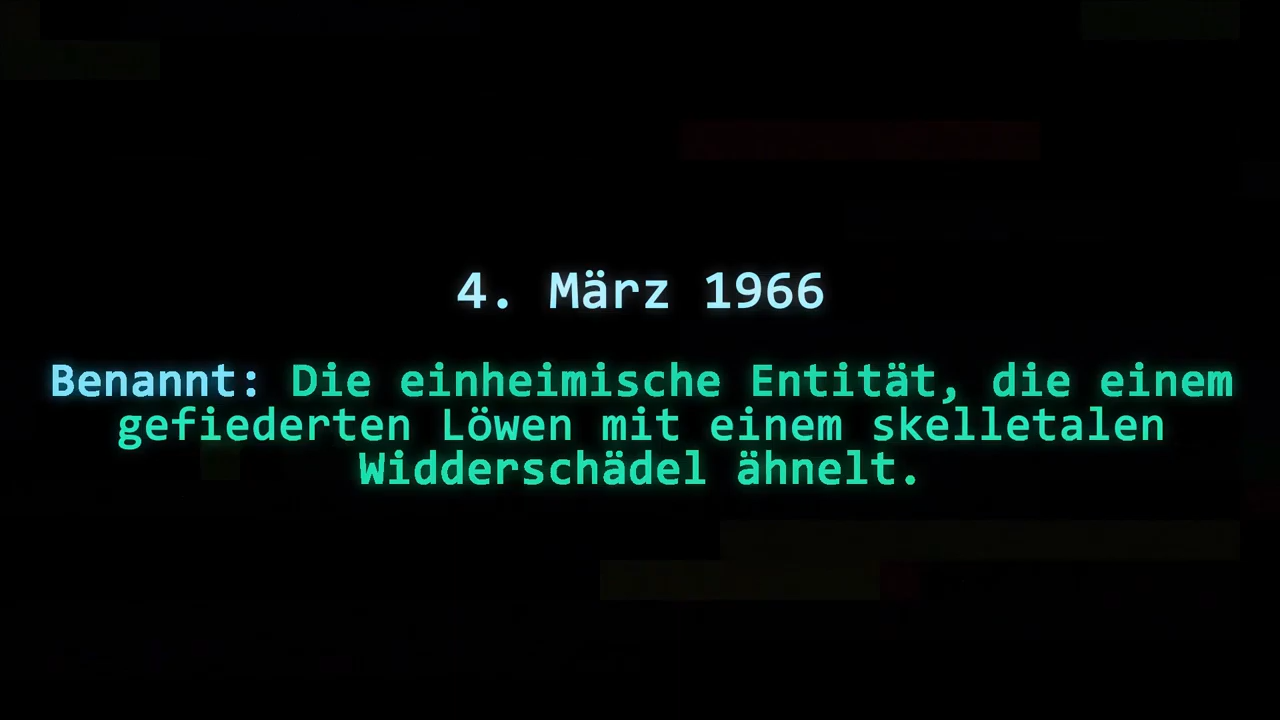 4. März 1966
Benannt: Die einheimische Entität, die einem
gefiederten Löwen mit einem skelletalen
Widderschädel ähnelt.